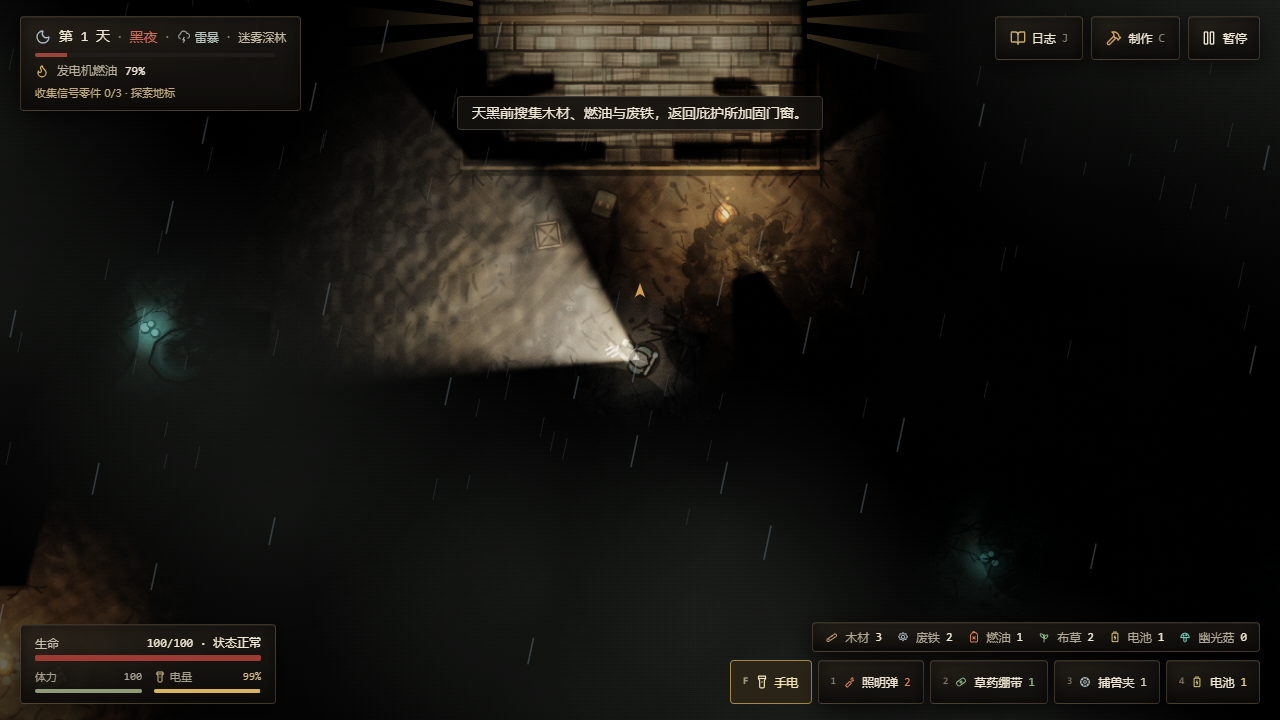 第 1 天 · 黑夜 · 雷暴 · 迷雾深林
发电机燃油 79%
收集信号零件 0/3 · 探索地标
日志 J
制作 C
暂停
天黑前搜集木材、燃油与废铁，返回庇护所加固门窗。
生命 100/100 · 状态正常
体力 100 电量 99%
木材 3 废铁 2 燃油 1 布草 2 电池 1 幽光菇 0
F 手电 1 照明弹 2 2 草药绷带 1 3 捕兽夹 1 4 电池 1